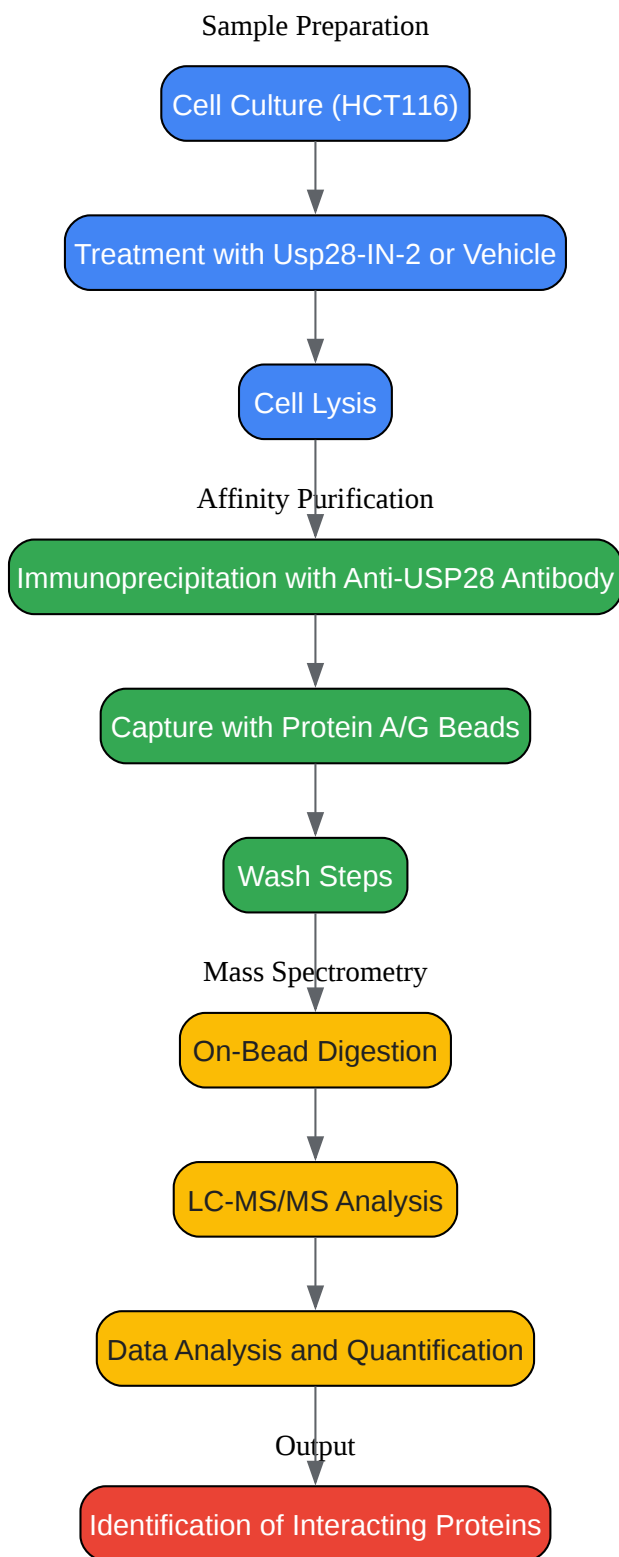 Sample Preparation
Cell Culture (HCT116)
Treatment with Usp28-IN-2 or Vehicle
Cell Lysis
Affinity Purification
Immunoprecipitation with Anti-USP28 Antibody
Capture with Protein A/G Beads
Wash Steps
Mass Spectrometry
On-Bead Digestion
LC-MS/MS Analysis
Data Analysis and Quantification
Output
Identification of Interacting Proteins